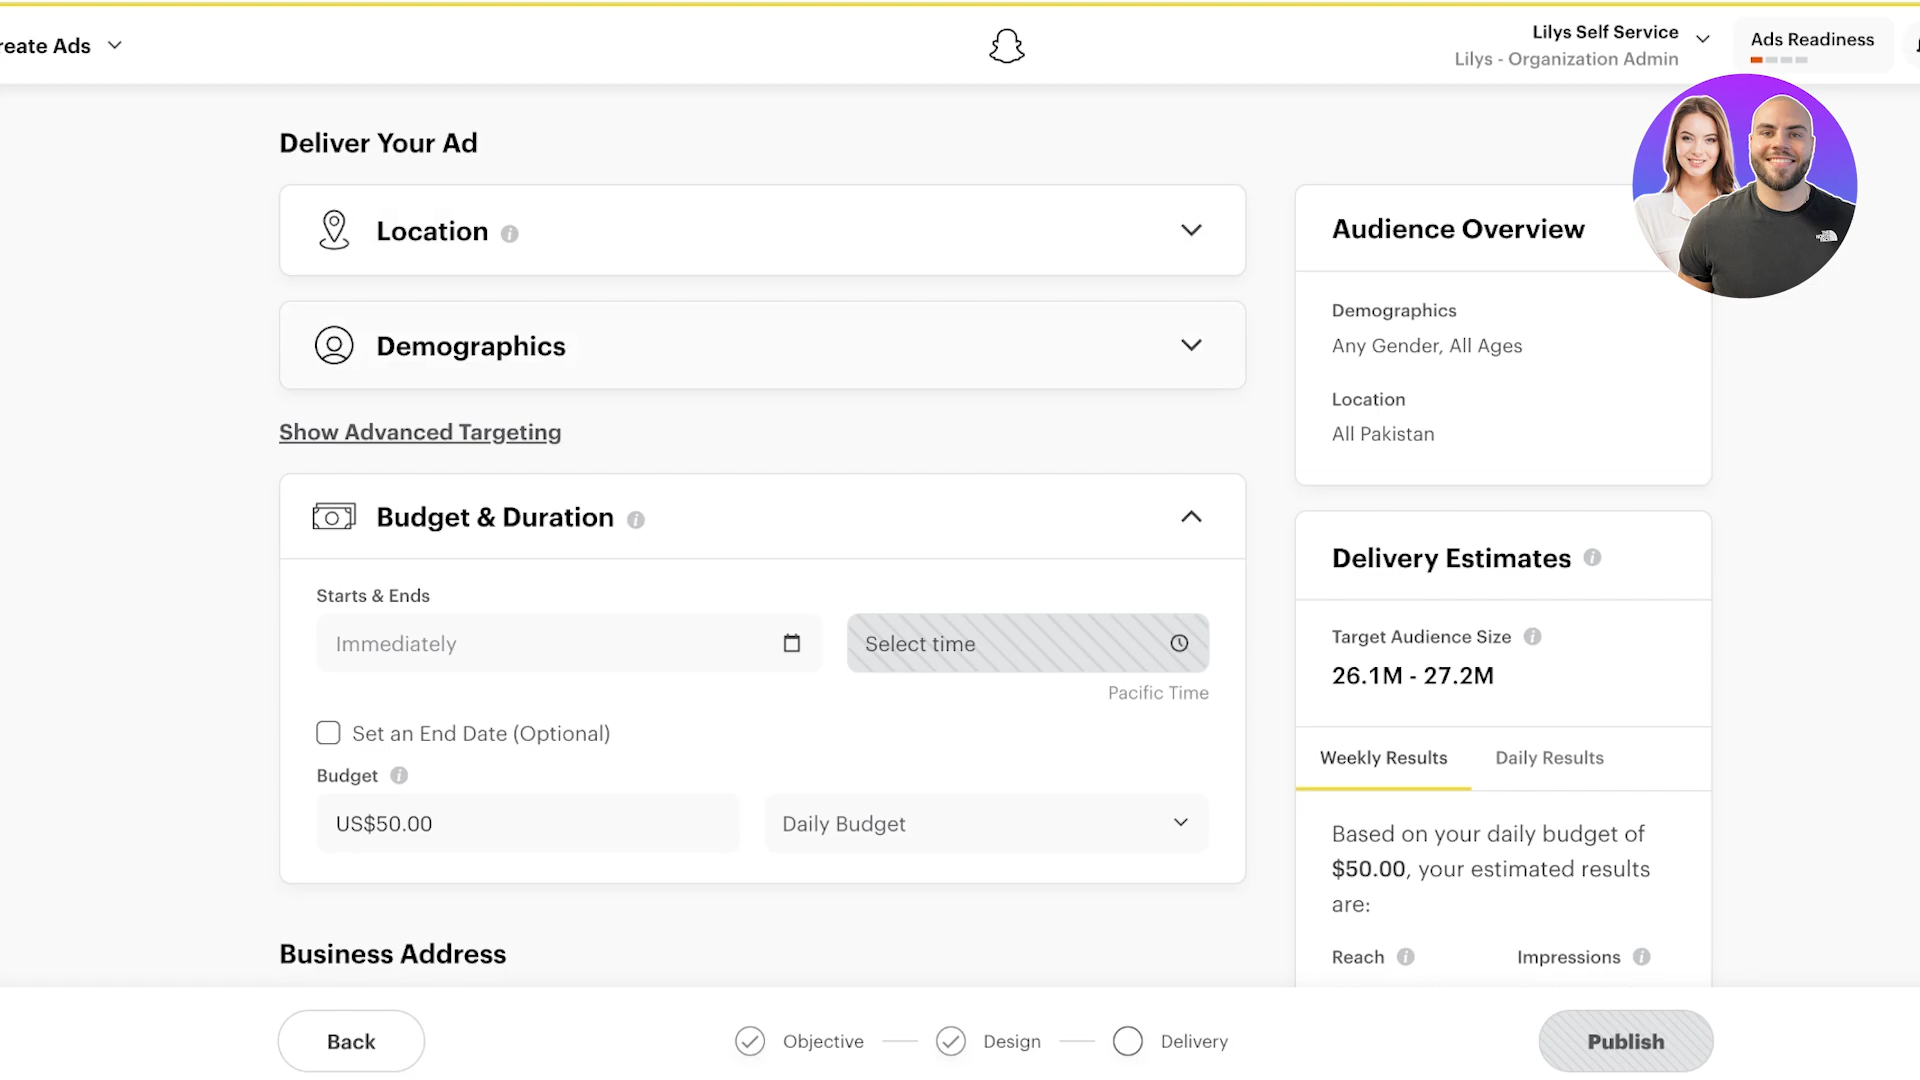 reate Ads
Lilys Self Service
Lilys - Organization Admin
Ads Readiness
Deliver Your Ad
Location
Demographics
Show Advanced Targeting
Budget & Duration
Starts & Ends
Immediately
Select time
Pacific Time
Set an End Date (Optional)
Budget
US$50.00
Daily Budget
Business Address
Audience Overview
Demographics
Any Gender, All Ages
Location
All Pakistan
Delivery Estimates
Target Audience Size
26.1M - 27.2M
Weekly Results
Daily Results
Based on your daily budget of
$50.00, your estimated results
are:
Reach
Impressions
Back
Objective
Design
Delivery
Publish